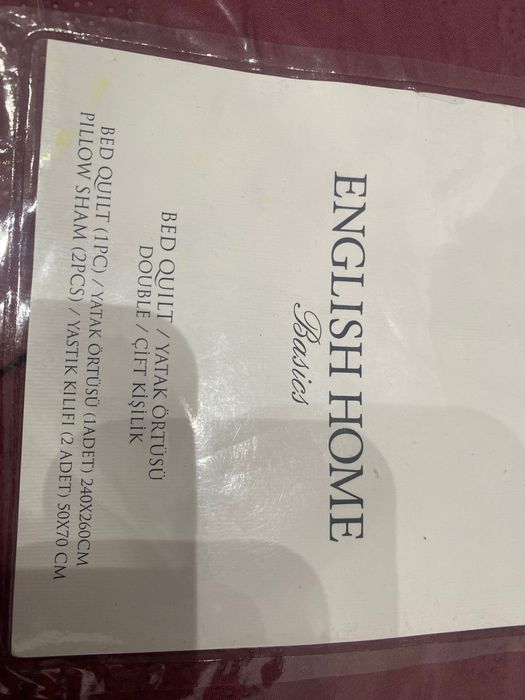 ENGLISH HOME
Basics
BED QUILT / YATAK ÖRTÜSÜ
DOUBLE / ÇİFT KİŞİLİK
BED QUILT (1PC) / YATAK ÖRTÜSÜ (1ADET) 240X260CM
PILLOW SHAM (2PCS) / YASTIK KILIFI (2 ADET) 50X70 CM